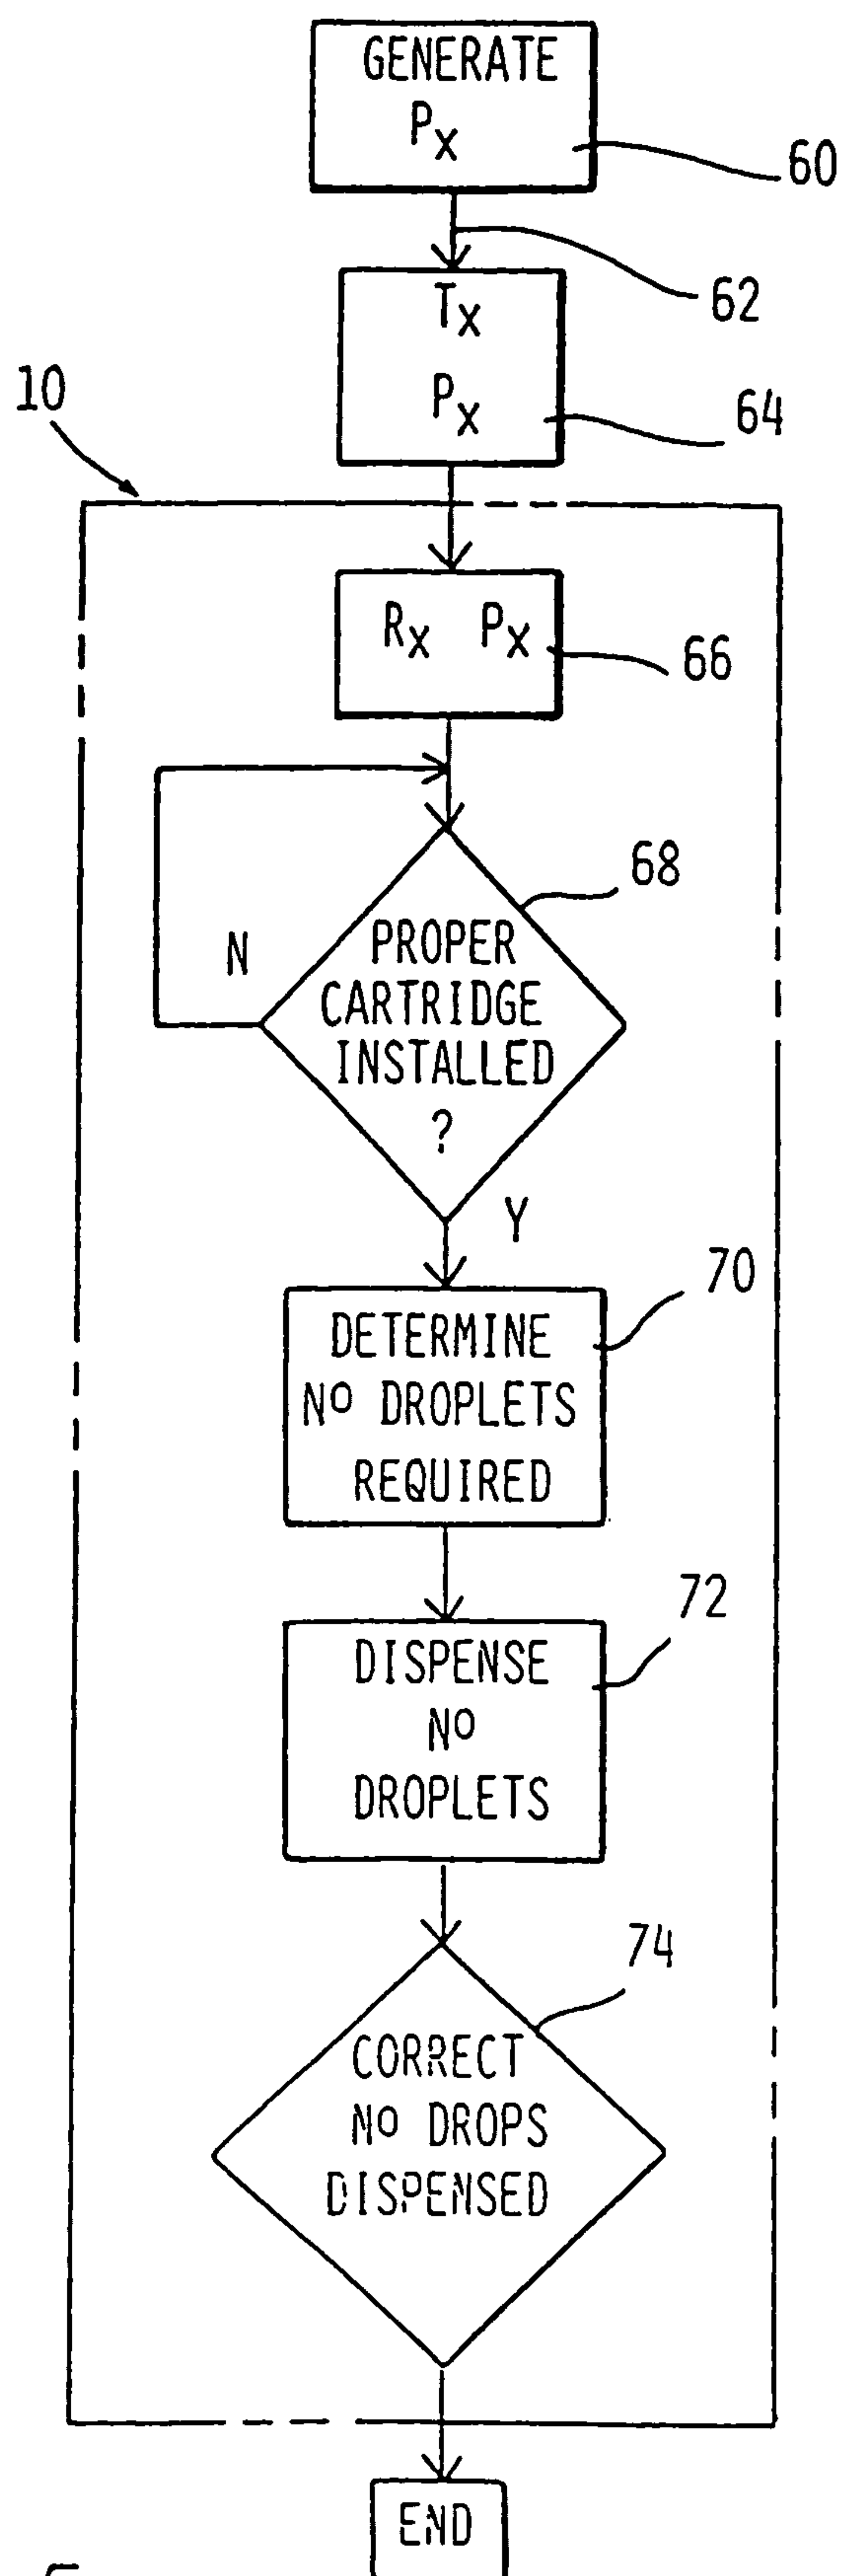 GENERATE
Px
60
62
Tx
Px
64
10
Rx Px
66
68
N
PROPER
CARTRIDGE
INSTALLED
?
Y
70
DETERMINE
NO DROPLETS
REQUIRED
72
DISPENSE
NO
DROPLETS
74
CORRECT
NO DROPS
DISPENSED
END